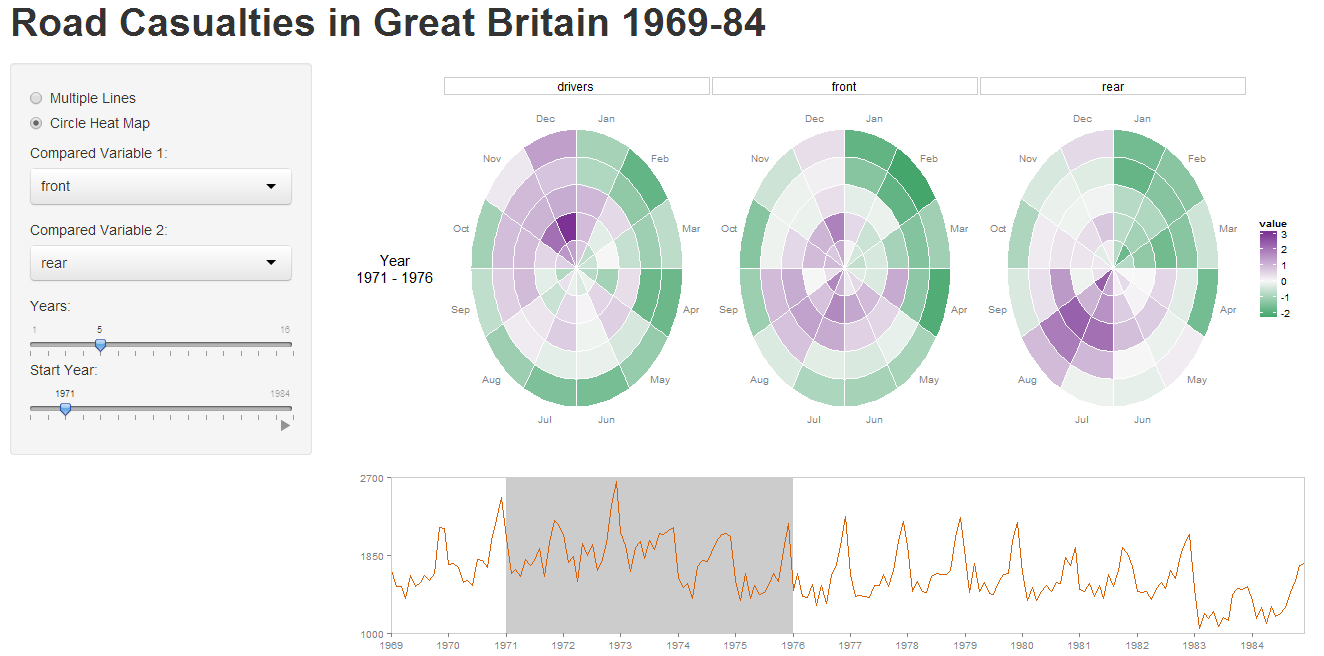 Road Casualties in Great Britain 1969-84
Multiple Lines
Circle Heat Map
Compared Variable 1:
front
Compared Variable 2:
rear
Years:
1 5 16
Start Year:
1971 1984
drivers front rear
Year
1971 - 1976
Dec Jan Dec Jan Dec Jan
Nov Feb Nov Feb Nov Feb
Oct Mar Oct Mar Oct Mar
Sep Apr Sep Apr Sep Apr
Aug May Aug May Aug May
Jul Jun Jul Jun Jul Jun
value
3
2
1
0
-1
-2
2700
1850
1000
1969 1970 1971 1972 1973 1974 1975 1976 1977 1978 1979 1980 1981 1982 1983 1984